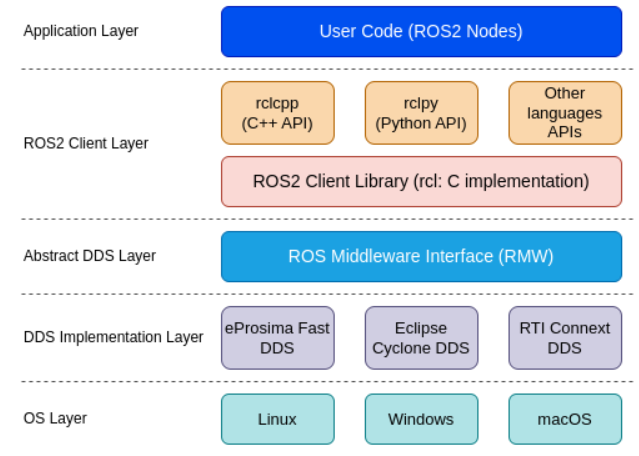 Application Layer
User Code (ROS2 Nodes)
rclcpp
(C++ API)
rclpy
(Python API)
Other
languages
APIs
ROS2 Client Layer
ROS2 Client Library (rcl: C implementation)
Abstract DDS Layer
ROS Middleware Interface (RMW)
DDS Implementation Layer
eProsima Fast
DDS
Eclipse
Cyclone DDS
RTI Connext
DDS
OS Layer
Linux
Windows
macOS